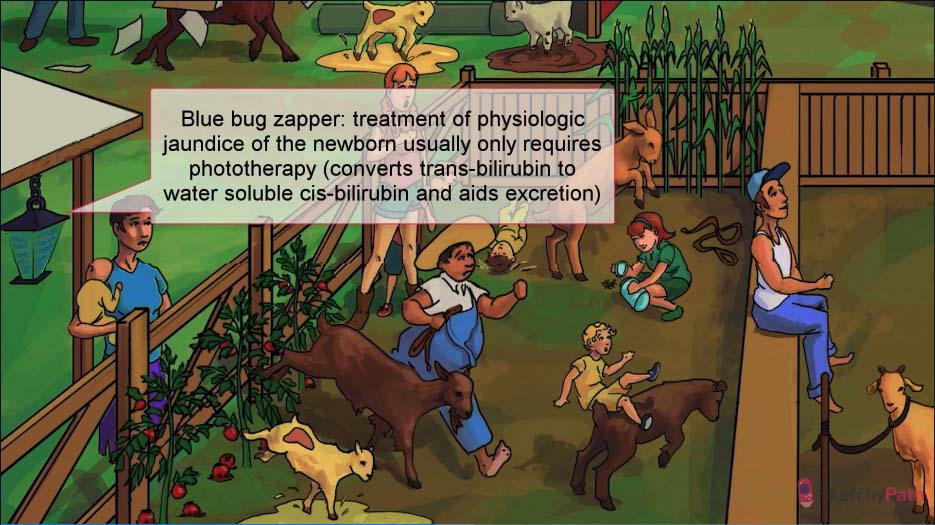 Blue bug zapper: treatment of physiologic
jaundice of the newborn usually only requires
phototherapy (converts trans-bilirubin to
water soluble cis-bilirubin and aids excretion)
SketchyPath